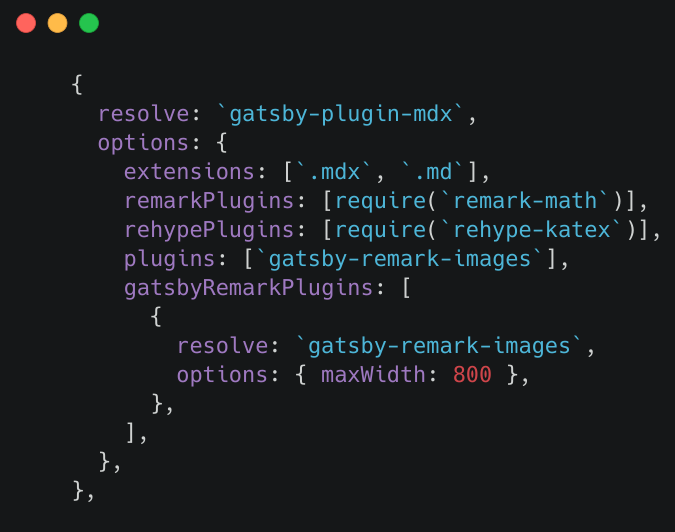 {
resolve: `gatsby-plugin-mdx`,
options: {
extensions: [`.mdx`, `.md`],
remarkPlugins: [require(`remark-math`)],
rehypePlugins: [require(`rehype-katex`)],
plugins: [`gatsby-remark-images`],
gatsbyRemarkPlugins: [
{
resolve: `gatsby-remark-images`,
options: { maxWidth: 800 },
},
],
},
},